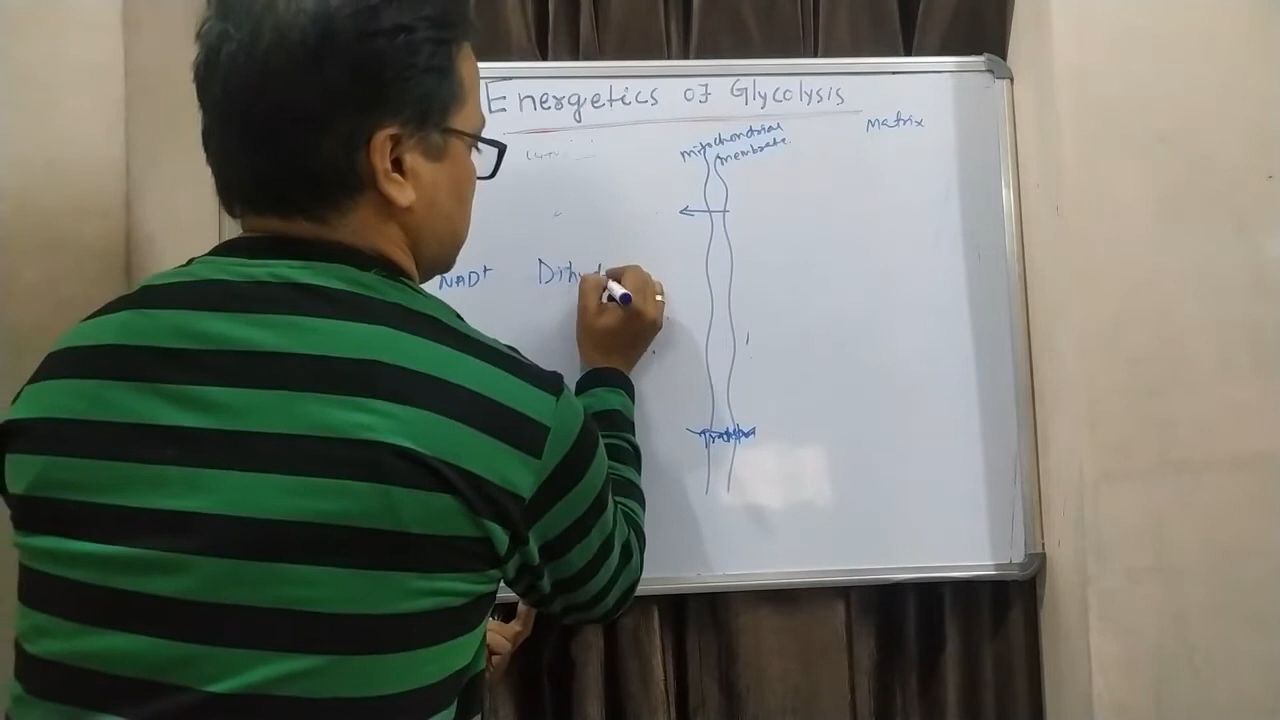 Energetics of Glycolysis
Matrix
mitochondrial
membrane.
NAD+
Dihyd